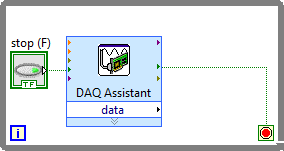 stop (F)
TF
DAQ Assistant
data
i